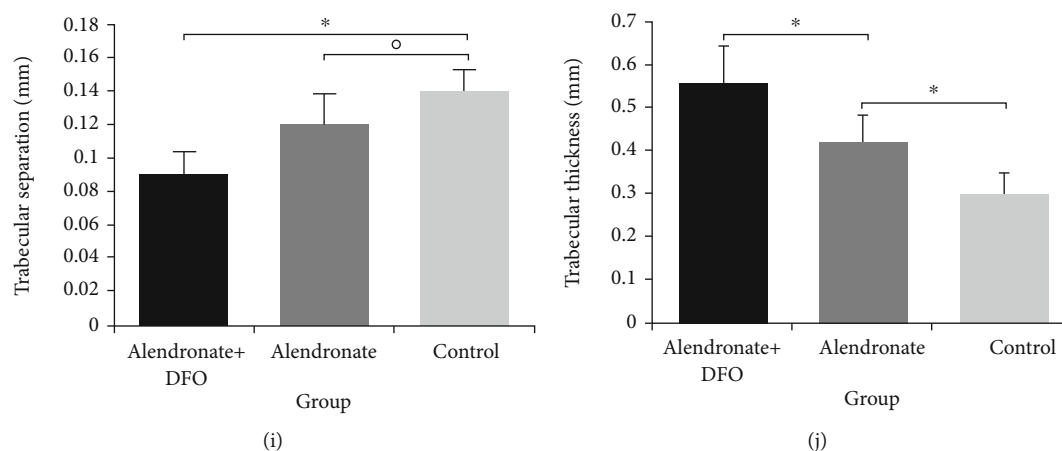 Trabecular separation (mm)
0.18
0.16
0.14
0.12
0.1
0.08
0.06
0.04
0.02
0
*
°
Alendronate+
DFO
Alendronate
Control
Group
(i)
Trabecular thickness (mm)
0.7
0.6
0.5
0.4
0.3
0.2
0.1
0
*
*
Alendronate+
DFO
Alendronate
Control
Group
(j)